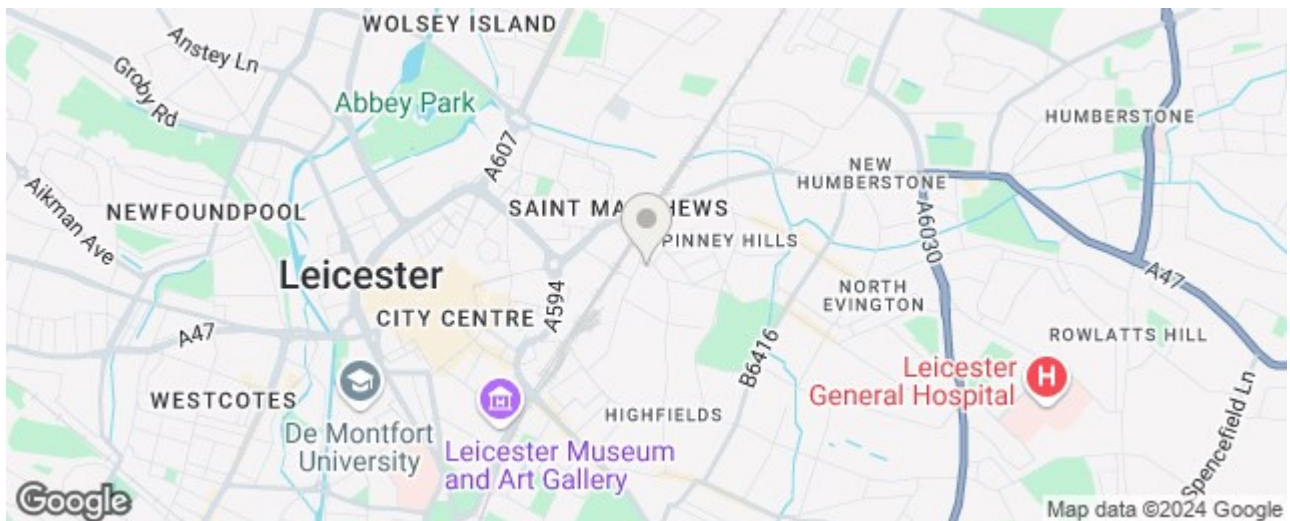 WOLSEY ISLAND
Anstey Ln
Groby Rd
Abbey Park
A607
HUMBERSTONE
NEW
HUMBERSTONE
Aikman Ave
NEWFOUNDPOOL
SAINT MA HEWS
PINNEY HILLS
A6030
Leicester
A47
NORTH
EVINGTON
CITY CENTRE
A594
A47
ROWLATTS HILL
B6416
Leicester
General Hospital
H
WESTCOTES
HIGHFIELDS
De Montfort
University
Leicester Museum
and Art Gallery
Spencefield Ln
Google
Map data ©2024 Google